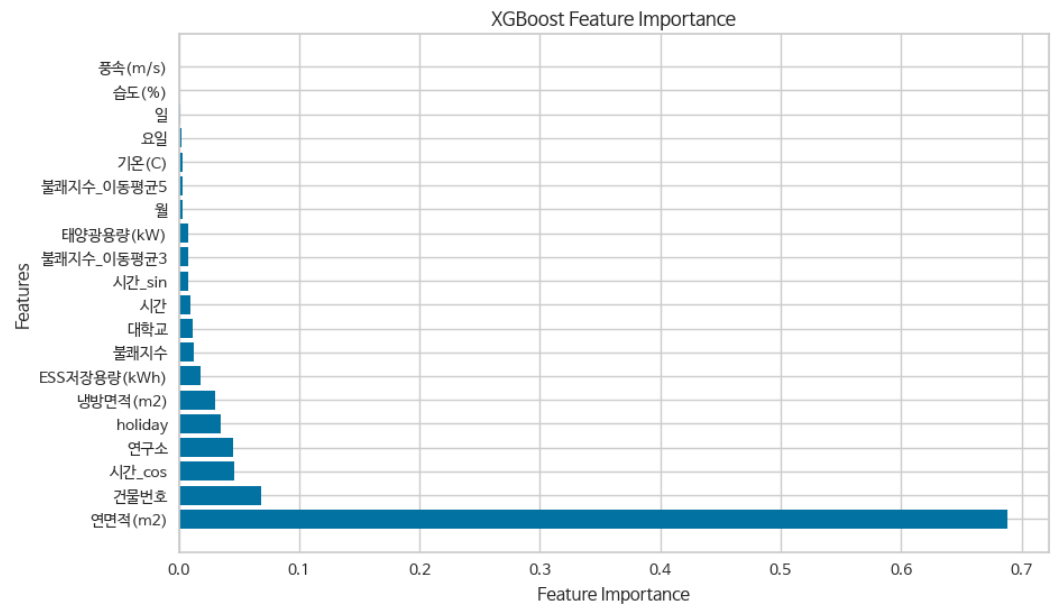 XGBoost Feature Importance
Features
풍속(m/s)
습도(%)
일
요일
기온(C)
불쾌지수_이동평균5
월
태양광용량(kW)
불쾌지수_이동평균3
시간_sin
시간
대학교
불쾌지수
ESS저장용량(kWh)
냉방면적(m2)
holiday
연구소
시간_cos
건물번호
연면적(m2)
0.0 0.1 0.2 0.3 0.4 0.5 0.6 0.7
Feature Importance